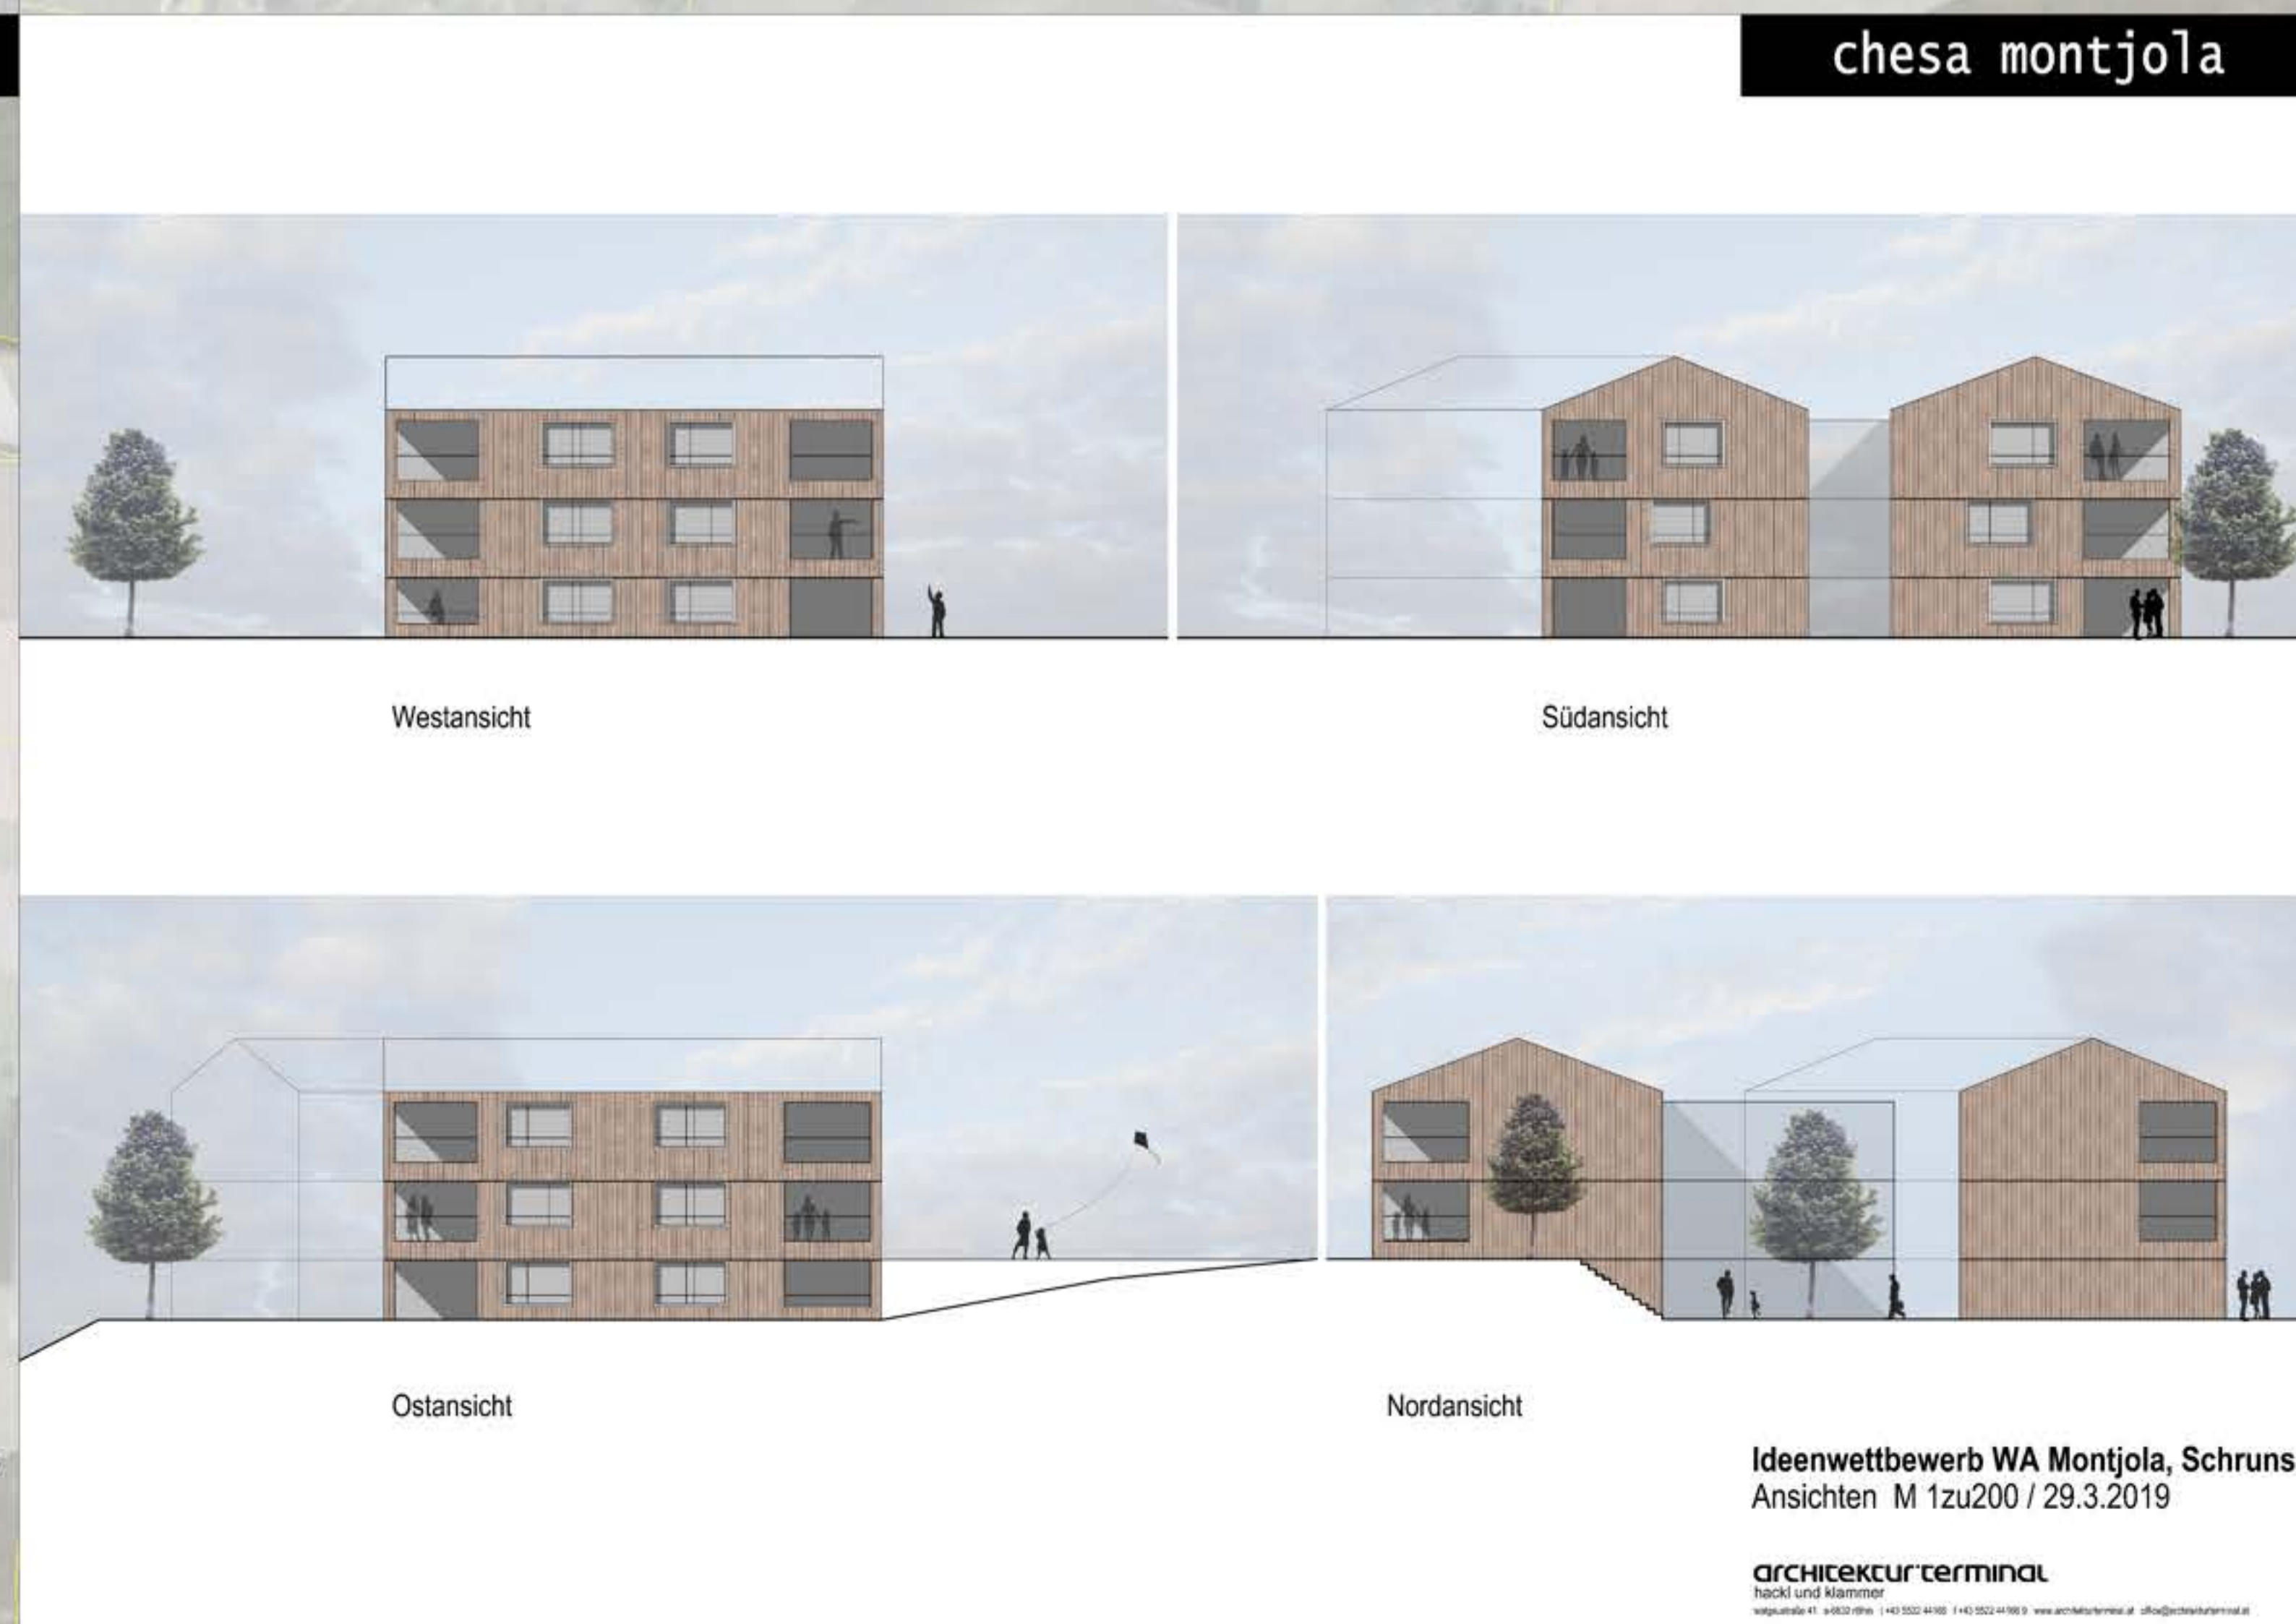 chesa montjola
Westansicht
Südansicht
Ostansicht
Nordansicht
Ideenwettbewerb WA Montjola, Schruns
Ansichten M 1zu200 / 29.3.2019
architektur·terminal
hackl und klammer